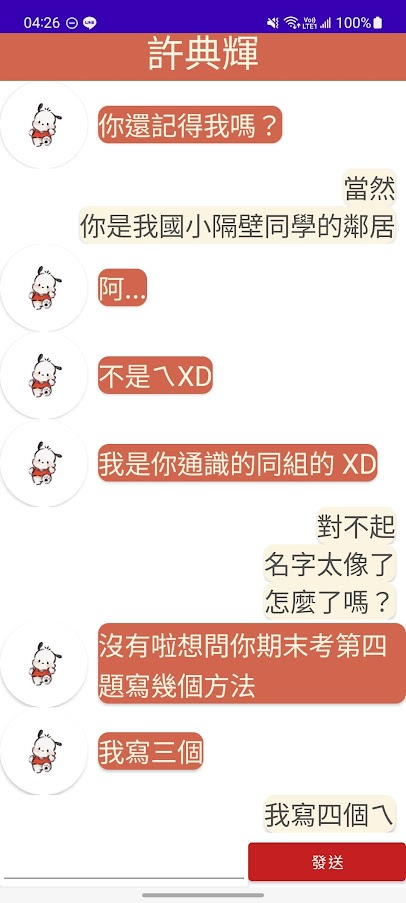 04:26
100%
許典輝
你還記得我嗎？
當然
你是我國小隔壁同學的鄰居
阿...
不是ㄟXD
我是你通識的同組的 XD
對不起
名字太像了
怎麼了嗎？
沒有啦想問你期末考第四
題寫幾個方法
我寫三個
我寫四個ㄟ
發送